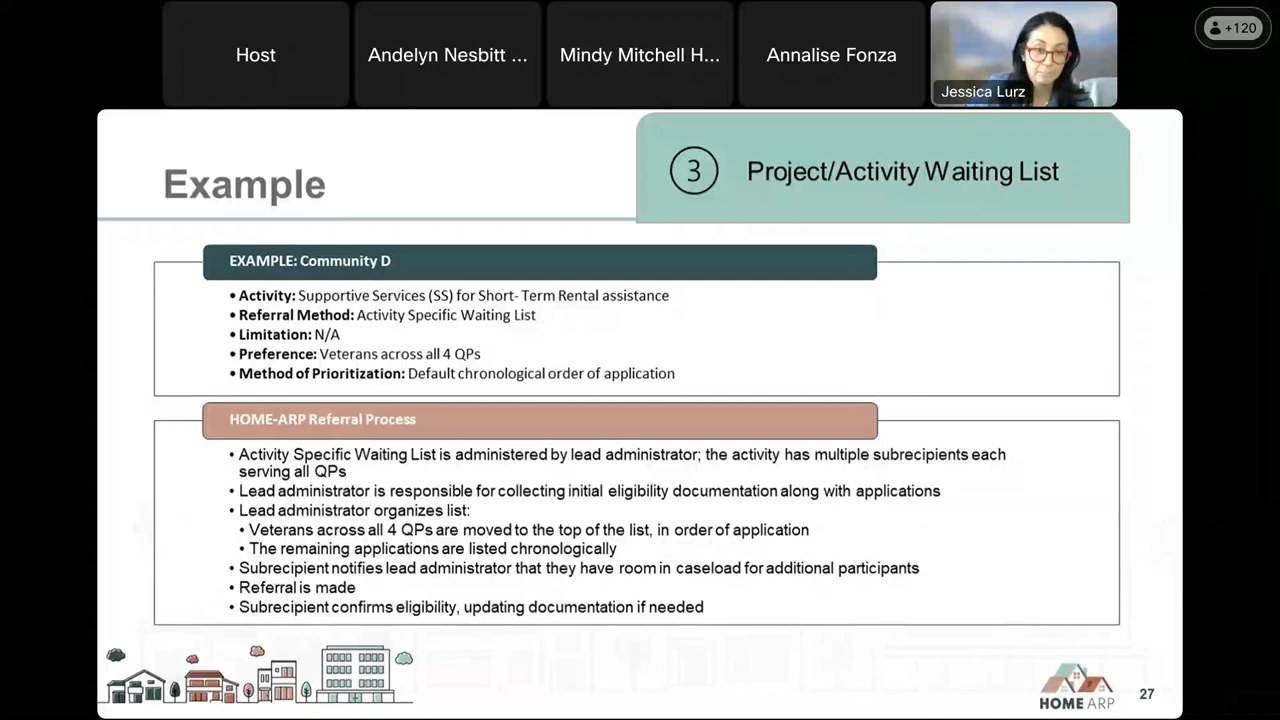 Host
Andelyn Nesbitt ...
Mindy Mitchell H...
Annalise Fonza
Jessica Lurz
+120
Example
3
Project/Activity Waiting List
EXAMPLE: Community D
• Activity: Supportive Services (SS) for Short- Term Rental assistance
• Referral Method: Activity Specific Waiting List
• Limitation: N/A
• Preference: Veterans across all 4 QPs
• Method of Prioritization: Default chronological order of application
HOME-ARP Referral Process
• Activity Specific Waiting List is administered by lead administrator; the activity has multiple subrecipients each
serving all QPs
• Lead administrator is responsible for collecting initial eligibility documentation along with applications
• Lead administrator organizes list:
• Veterans across all 4 QPs are moved to the top of the list, in order of application
• The remaining applications are listed chronologically
• Subrecipient notifies lead administrator that they have room in caseload for additional participants
• Referral is made
• Subrecipient confirms eligibility, updating documentation if needed
HOME ARP
27